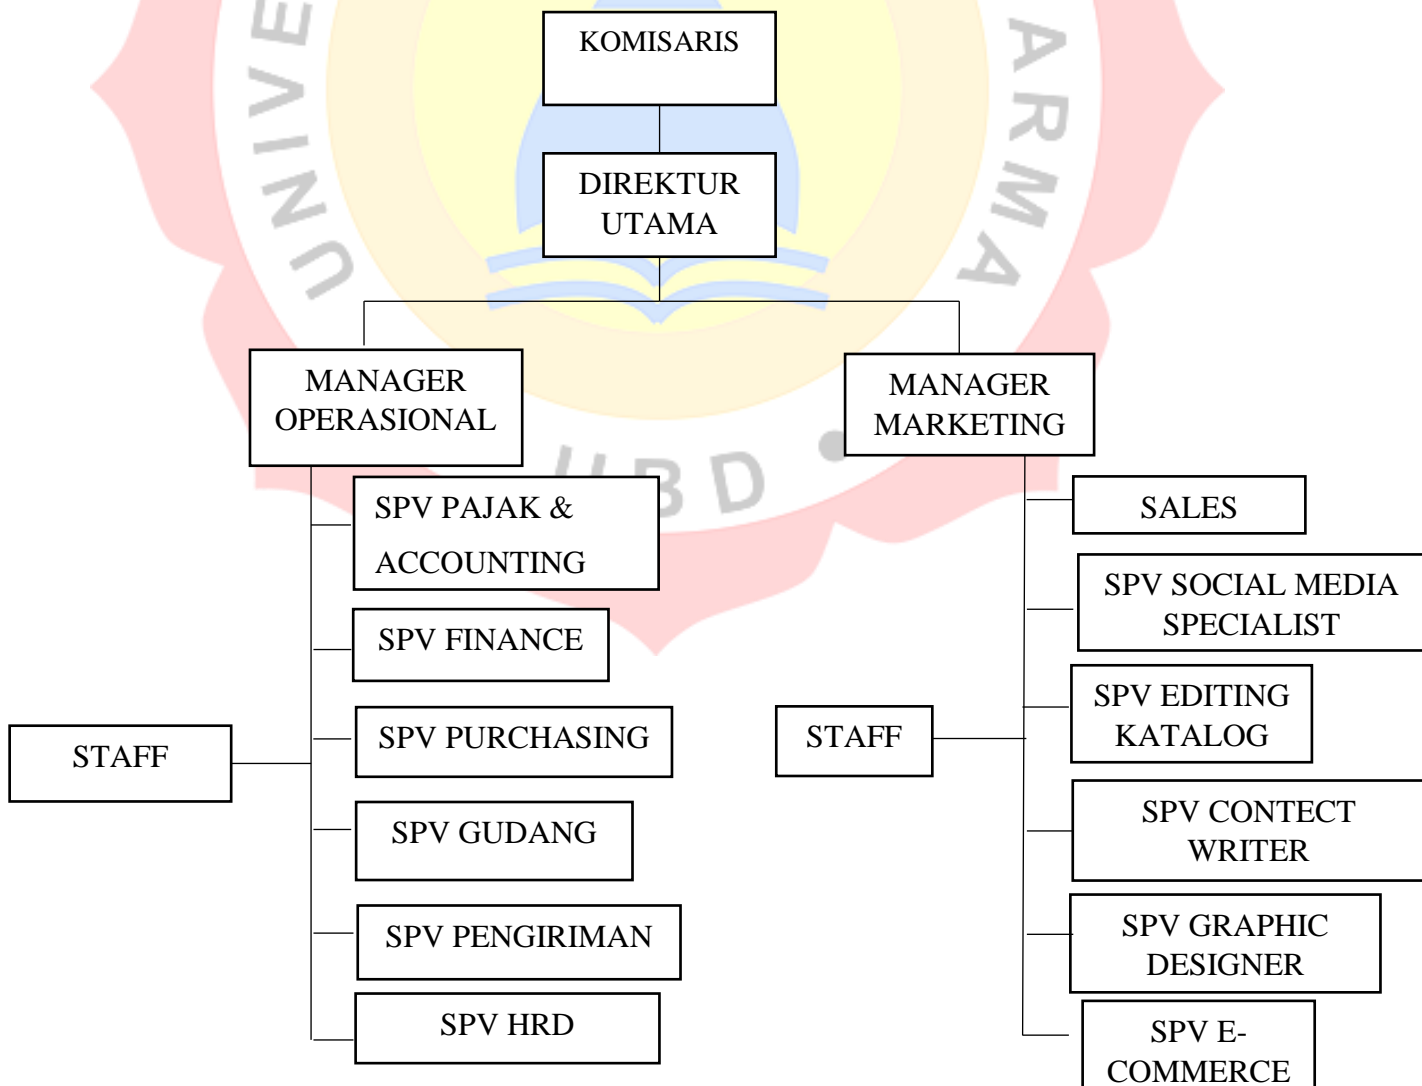 KOMISARIS
DIREKTUR
UTAMA
MANAGER
OPERASIONAL
MANAGER
MARKETING
SPV PAJAK &
ACCOUNTING
SPV FINANCE
SPV PURCHASING
STAFF
SPV GUDANG
SPV PENGIRIMAN
SPV HRD
SALES
SPV SOCIAL MEDIA
SPECIALIST
SPV EDITING
KATALOG
STAFF
SPV CONTECT
WRITER
SPV GRAPHIC
DESIGNER
SPV E-
COMMERCE
UNIVE
ARMA
UBD